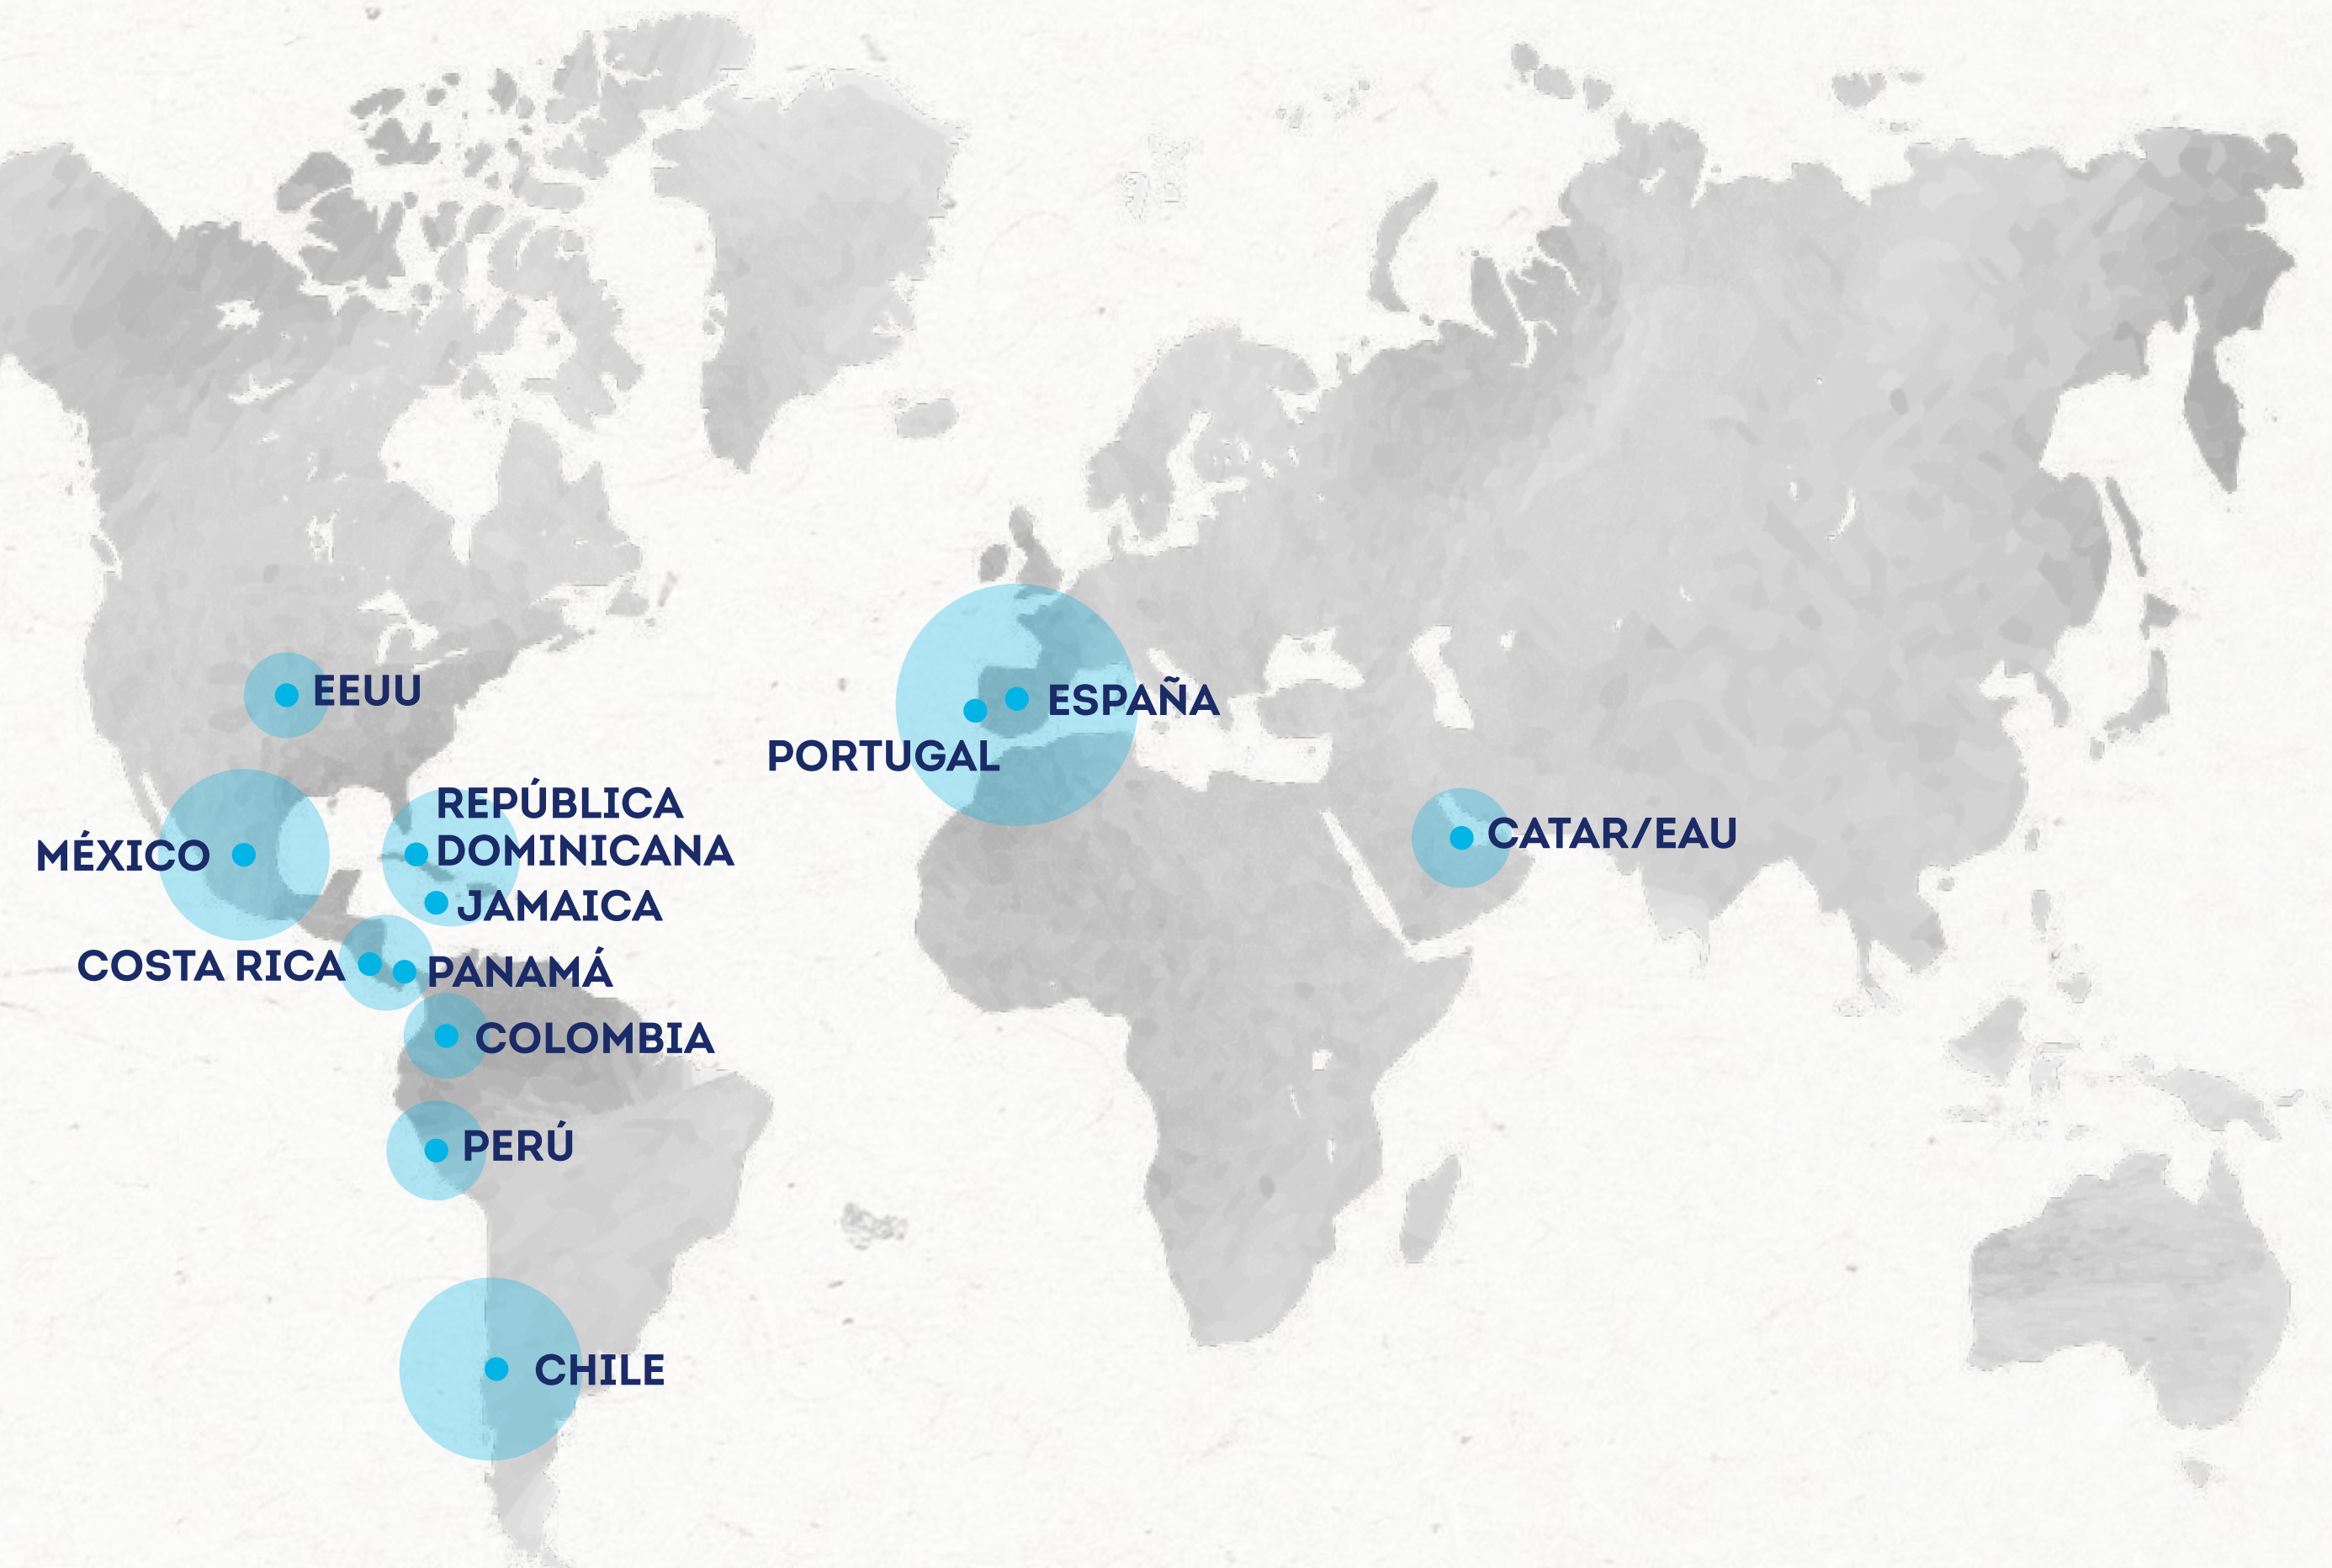 EEUU
ESPAÑA
PORTUGAL
REPÚBLICA
DOMINICANA
MÉXICO
CATAR/EAU
JAMAICA
COSTA RICA
PANAMÁ
COLOMBIA
PERÚ
CHILE